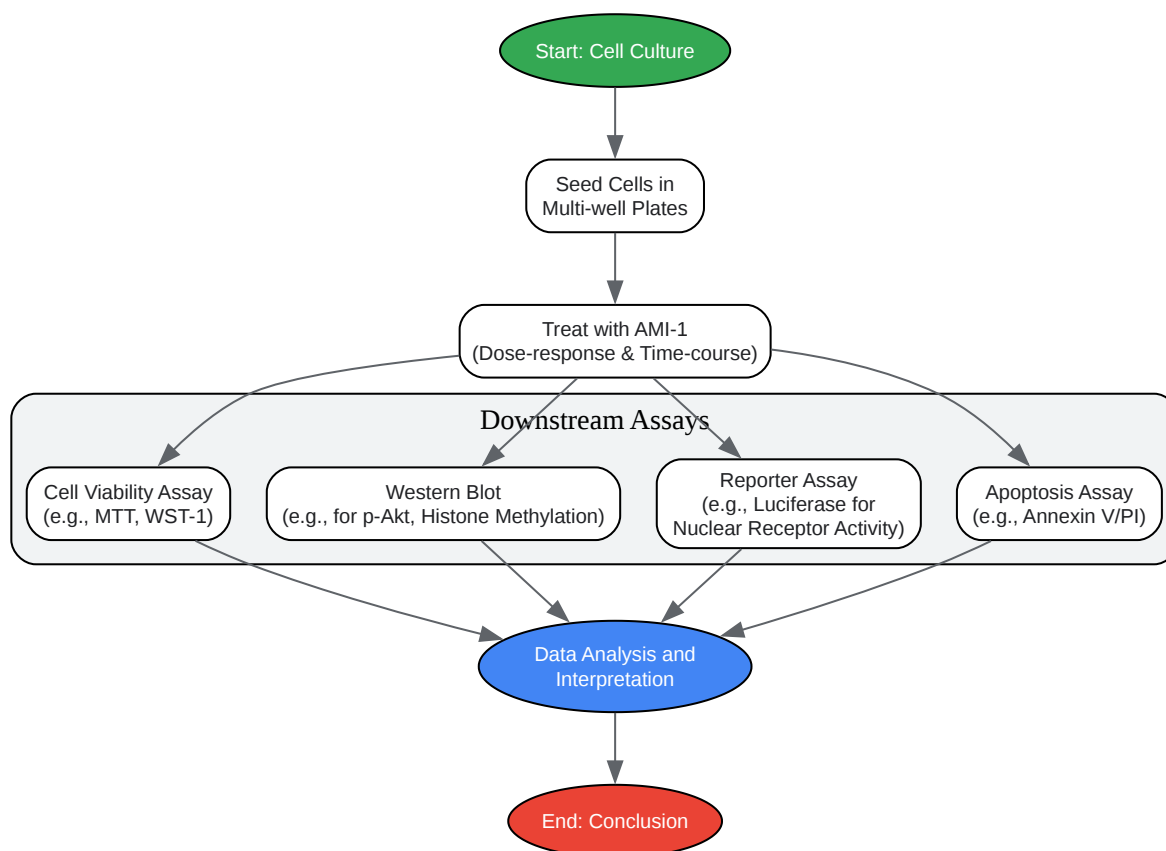 Start: Cell Culture
Seed Cells in
Multi-well Plates
Treat with AMI-1
(Dose-response & Time-course)
Downstream Assays
Cell Viability Assay
(e.g., MTT, WST-1)
Western Blot
(e.g., for p-Akt, Histone Methylation)
Reporter Assay
(e.g., Luciferase for
Nuclear Receptor Activity)
Apoptosis Assay
(e.g., Annexin V/PI)
Data Analysis and
Interpretation
End: Conclusion